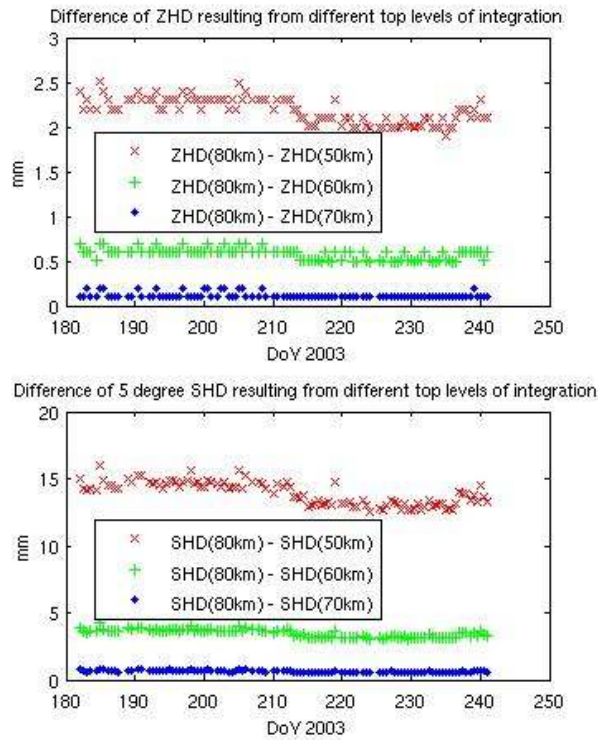 Difference of ZHD resulting from different top levels of integration
3
2.5
2
1.5
1
0.5
0
mm
ZHD(80km) - ZHD(50km)
ZHD(80km) - ZHD(60km)
ZHD(80km) - ZHD(70km)
180 190 200 210 220 230 240 250
DoY 2003
Difference of 5 degree SHD resulting from different top levels of integration
20
15
10
5
0
mm
SHD(80km) - SHD(50km)
SHD(80km) - SHD(60km)
SHD(80km) - SHD(70km)
180 190 200 210 220 230 240 250
DoY 2003